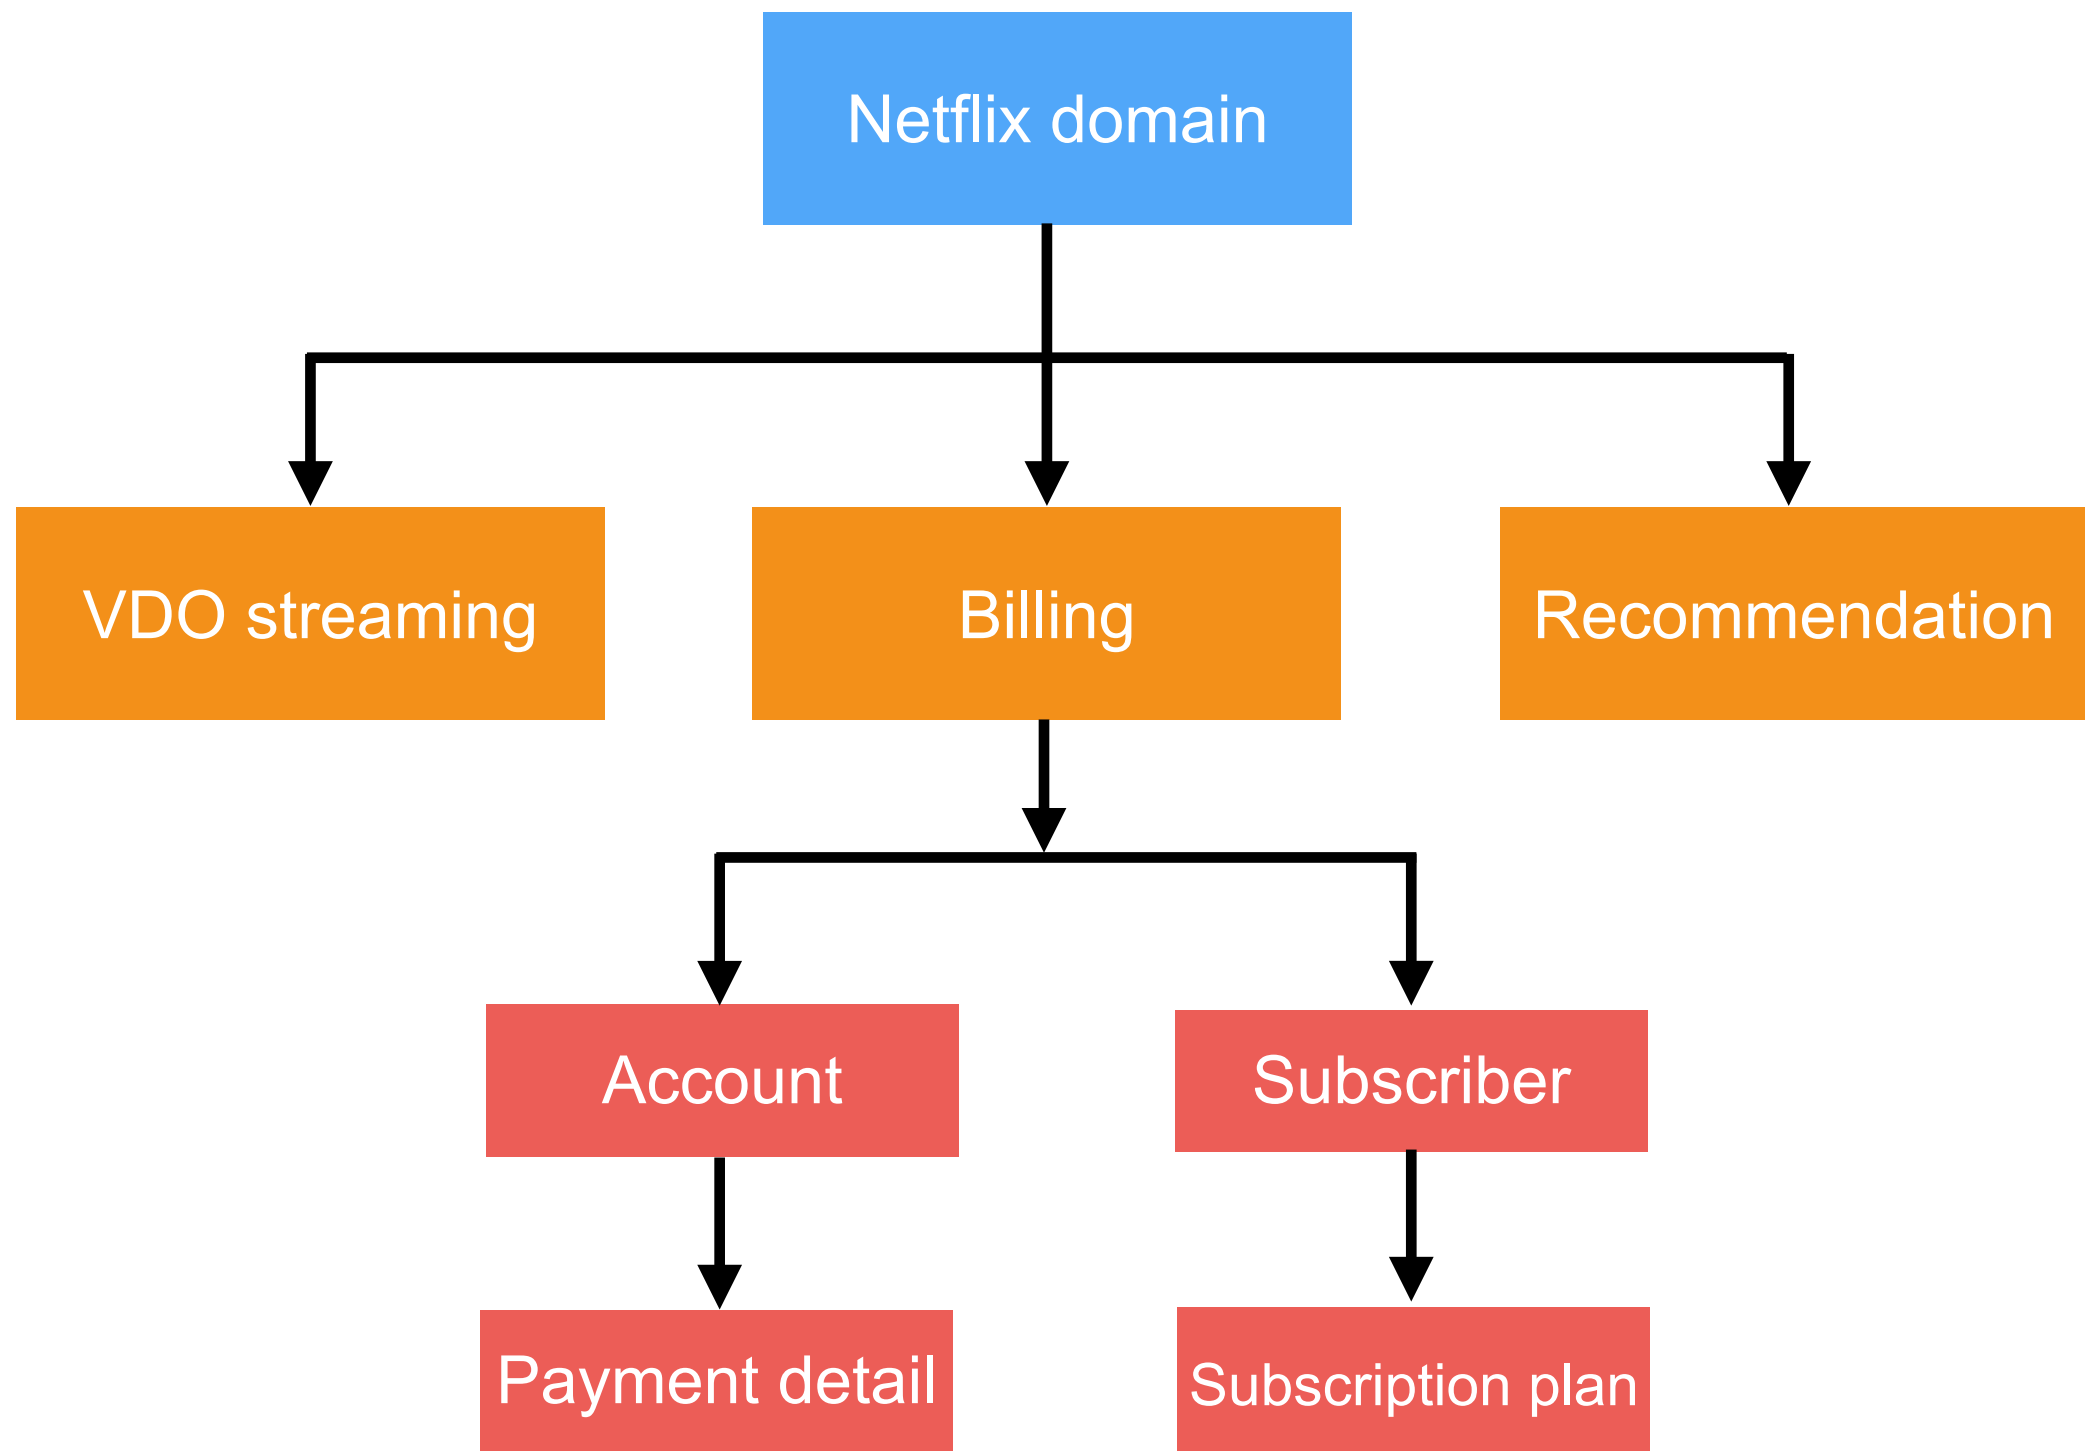 Netflix domain
VDO streaming
Billing
Recommendation
Account
Subscriber
Payment detail
Subscription plan